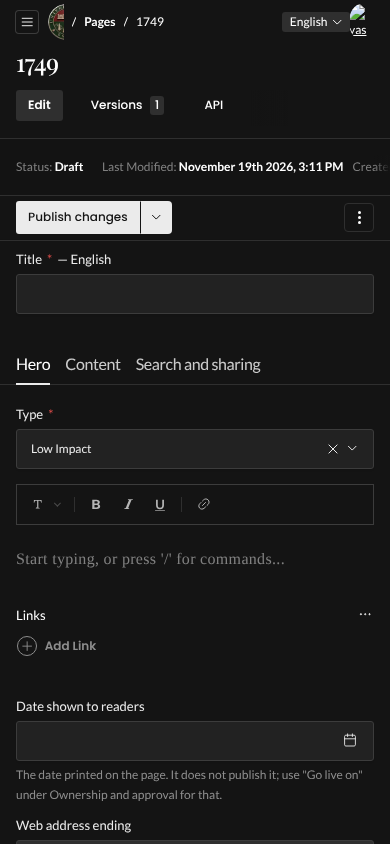 / Pages / 1749
English
vas
1749
Edit
Versions 1
API
Status: Draft Last Modified: November 19th 2026, 3:11 PM Create
Publish changes
Title * — English
Hero Content Search and sharing
Type *
Low Impact
T B I U
Start typing, or press '/' for commands...
Links
Add Link
Date shown to readers
The date printed on the page. It does not publish it; use "Go live on"
under Ownership and approval for that.
Web address ending